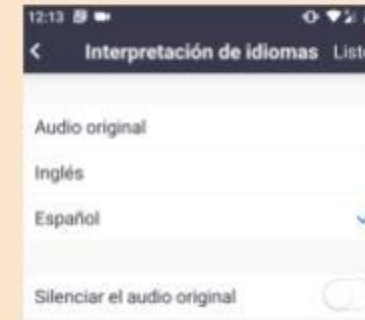 12:13
Interpretación de idiomas
Audio original
Inglés
Español
Silenciar el audio original